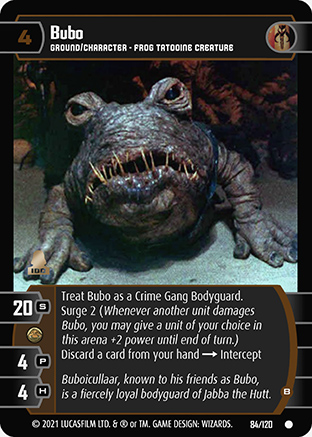 4
Bubo
GROUND/CHARACTER - FROG TATOOINE CREATURE
100
20 S
4 P
4 H
Treat Bubo as a Crime Gang Bodyguard.
Surge 2 (Whenever another unit damages
Bubo, you may give a unit of your choice in
this arena +2 power until end of turn.)
Discard a card from your hand → Intercept
Buboicullaar, known to his friends as Bubo,
is a fiercely loyal bodyguard of Jabba the Hutt.
B
© 2021 LUCASFILM LTD. & ® or TM. GAME DESIGN: WIZARDS. 84/120